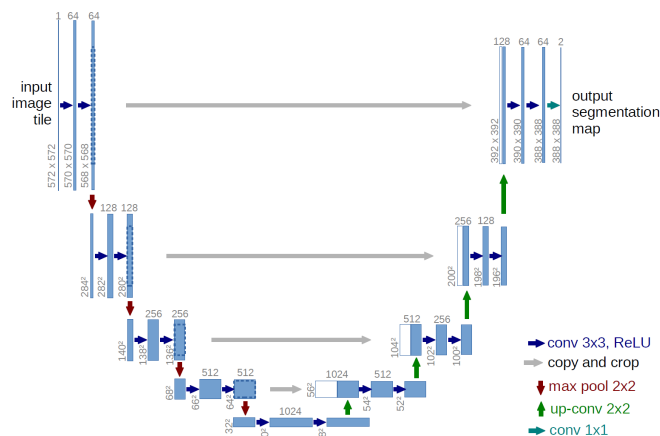 1 64 64
128 64 64 2
input
image
tile
output
segmentation
map
572 x 572
570 x 570
568 x 568
392 x 392
390 x 390
388 x 388
388 x 388
128 128
256 128
284²
282²
280²
200²
198²
196²
256 256
512 256
140²
138²
136²
104²
102²
100²
512 512
1024 512
68²
66²
64²
56²
54²
52²
1024
32²
conv 3x3, ReLU
copy and crop
max pool 2x2
up-conv 2x2
conv 1x1